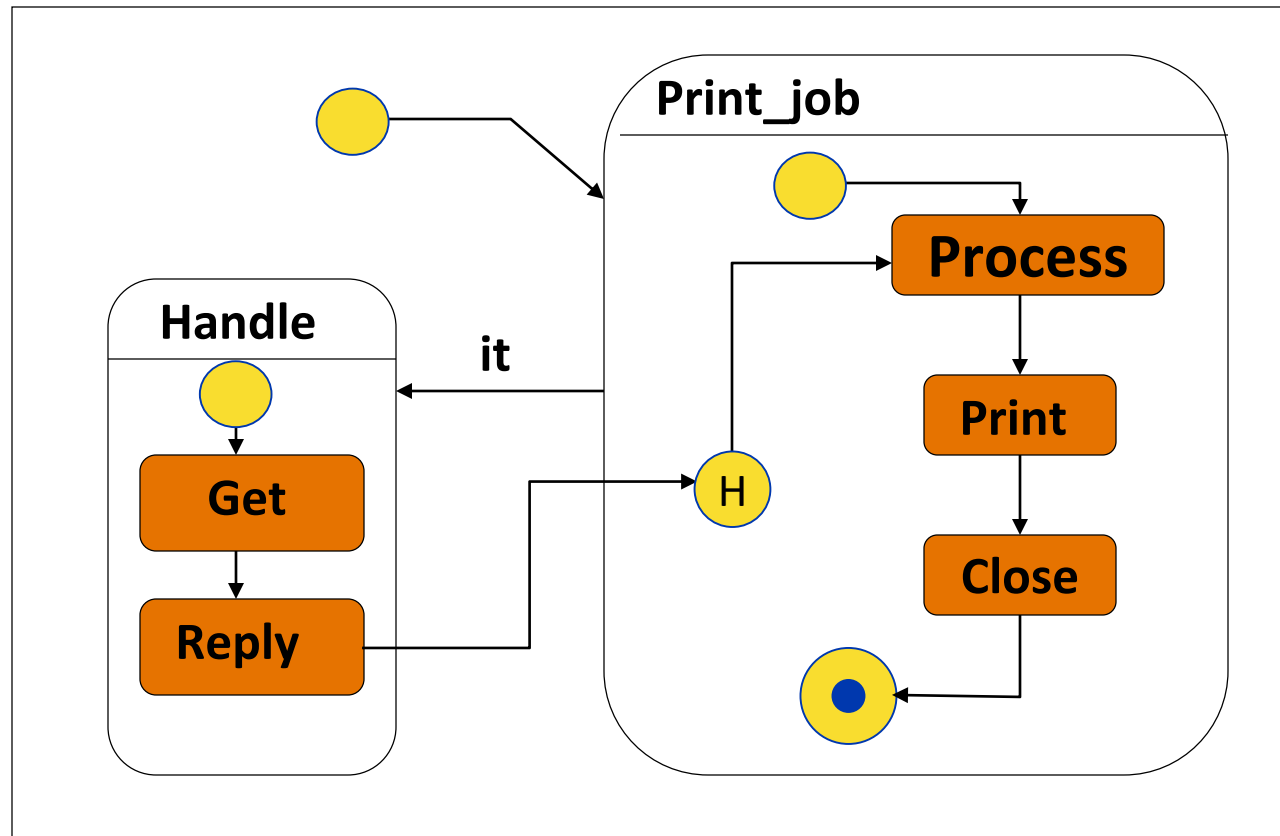 Print_job
Process
Handle
it
Print
Get
H
Close
Reply